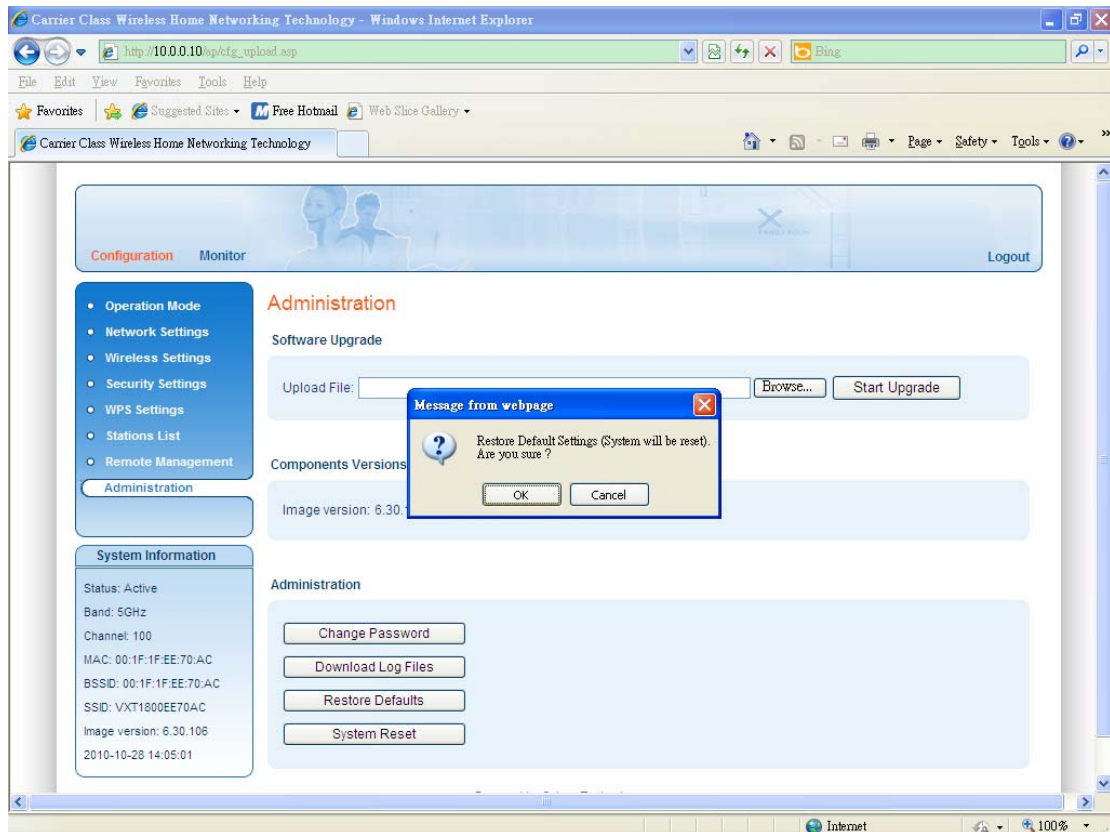 Carrier Class Wireless Home Networking Technology - Windows Internet Explorer
http://10.0.0.10/ap/cfg_upload.asp
Bing
File Edit View Favorites Tools Help
Favorites Suggested Sites Free Hotmail Web Slice Gallery
Carrier Class Wireless Home Networking Technology
Page Safety Tools
Configuration Monitor
Logout
Operation Mode
Network Settings
Wireless Settings
Security Settings
WPS Settings
Stations List
Remote Management
Administration
System Information
Status: Active
Band: 5GHz
Channel: 100
MAC: 00:1F:1F:EE:70:AC
BSSID: 00:1F:1F:EE:70:AC
SSID: VXT1800EE70AC
Image version: 6.30.106
2010-10-28 14:05:01
Administration
Software Upgrade
Upload File: Browse... Start Upgrade
Message from webpage
Restore Default Settings (System will be reset).
Are you sure ?
OK Cancel
Components Versions
Image version: 6.30.
Administration
Change Password
Download Log Files
Restore Defaults
System Reset
Internet
100%